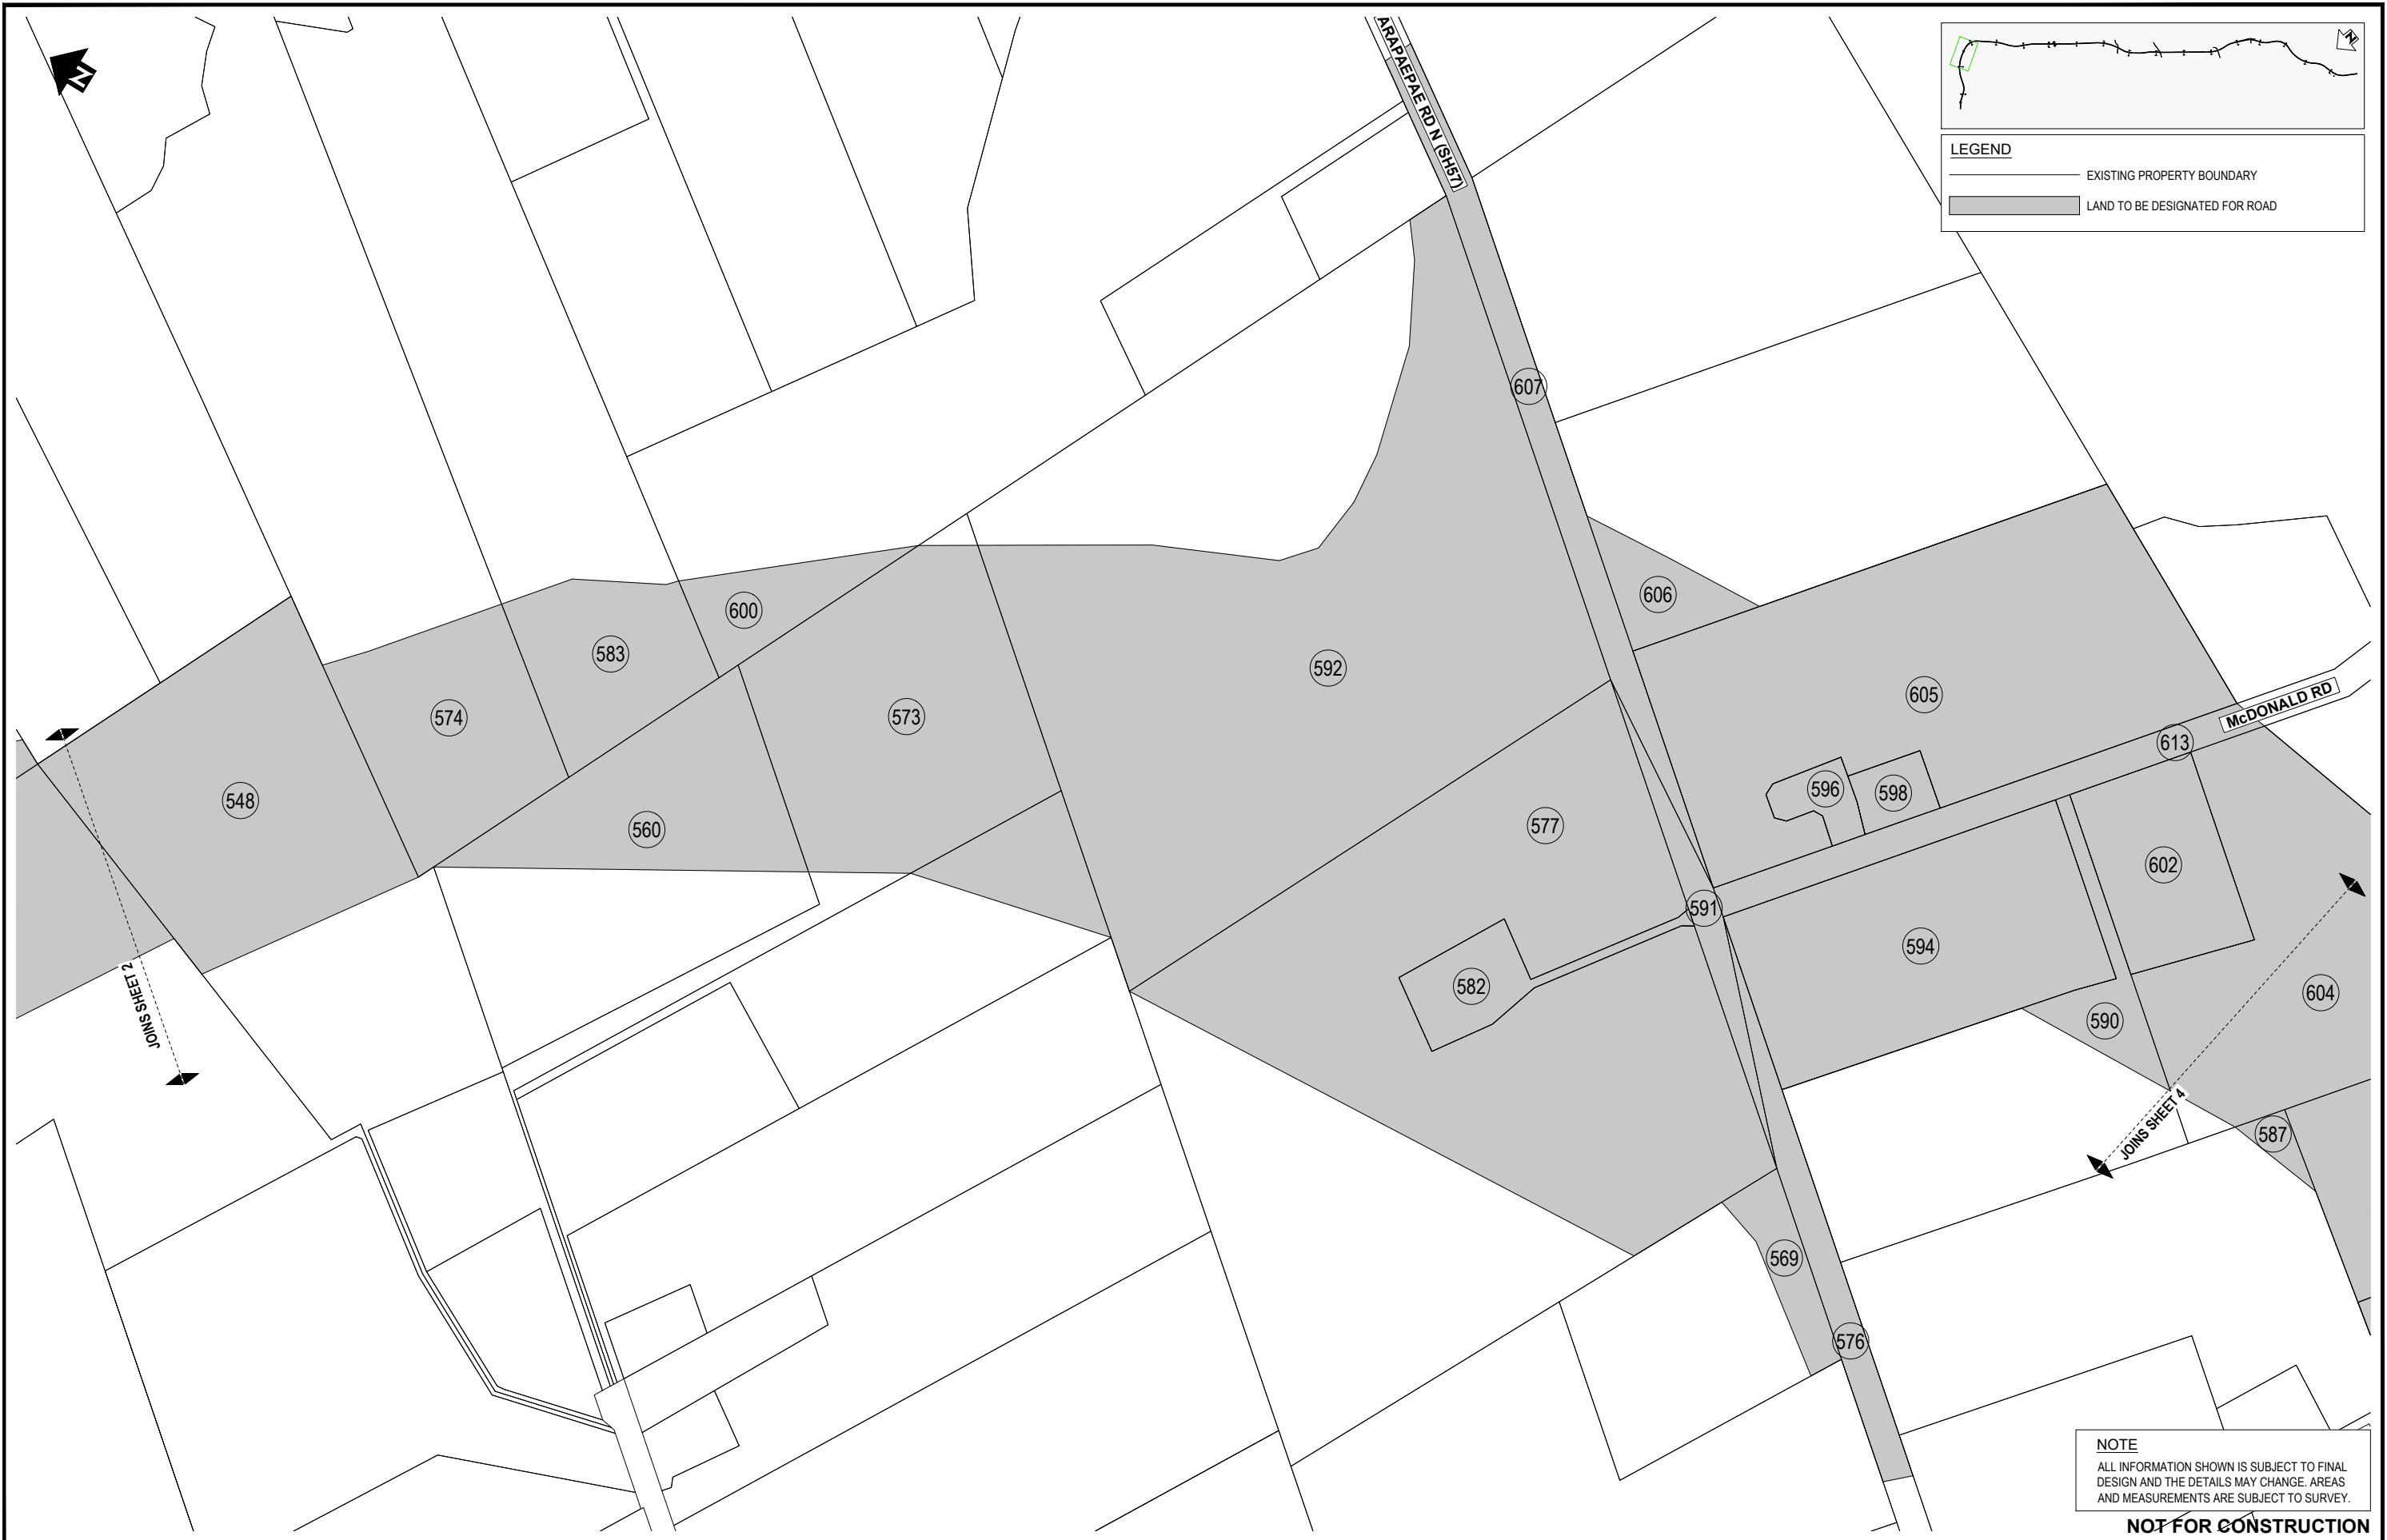 N
ARAPAEPAE RD N (SH57)
N
LEGEND
EXISTING PROPERTY BOUNDARY
LAND TO BE DESIGNATED FOR ROAD
607
606
600
583
592
574
573
605
McDONALD RD
613
548
560
577
596
598
602
591
594
582
604
590
JOINS SHEET 2
JOINS SHEET 4
587
569
576
NOTE
ALL INFORMATION SHOWN IS SUBJECT TO FINAL
DESIGN AND THE DETAILS MAY CHANGE. AREAS
AND MEASUREMENTS ARE SUBJECT TO SURVEY.
NOT FOR CONSTRUCTION